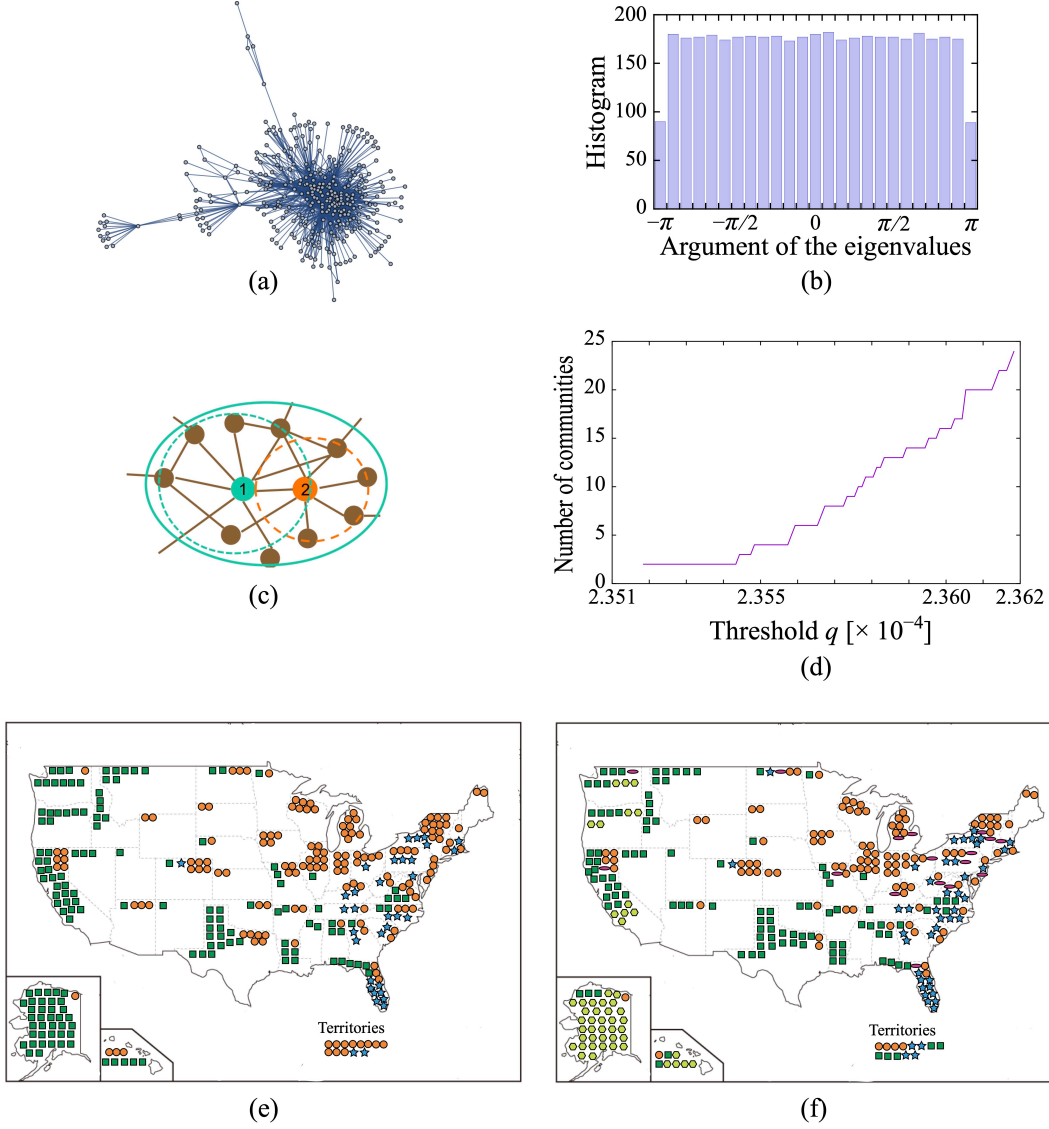 (a)
200
150
100
50
0
Histogram
−π
−π/2
0
π/2
π
Argument of the eigenvalues
(b)
1
2
(c)
25
20
15
10
5
0
Number of communities
2.351
2.355
2.360
2.362
Threshold q [× 10⁻⁴]
(d)
Territories
(e)
Territories
(f)